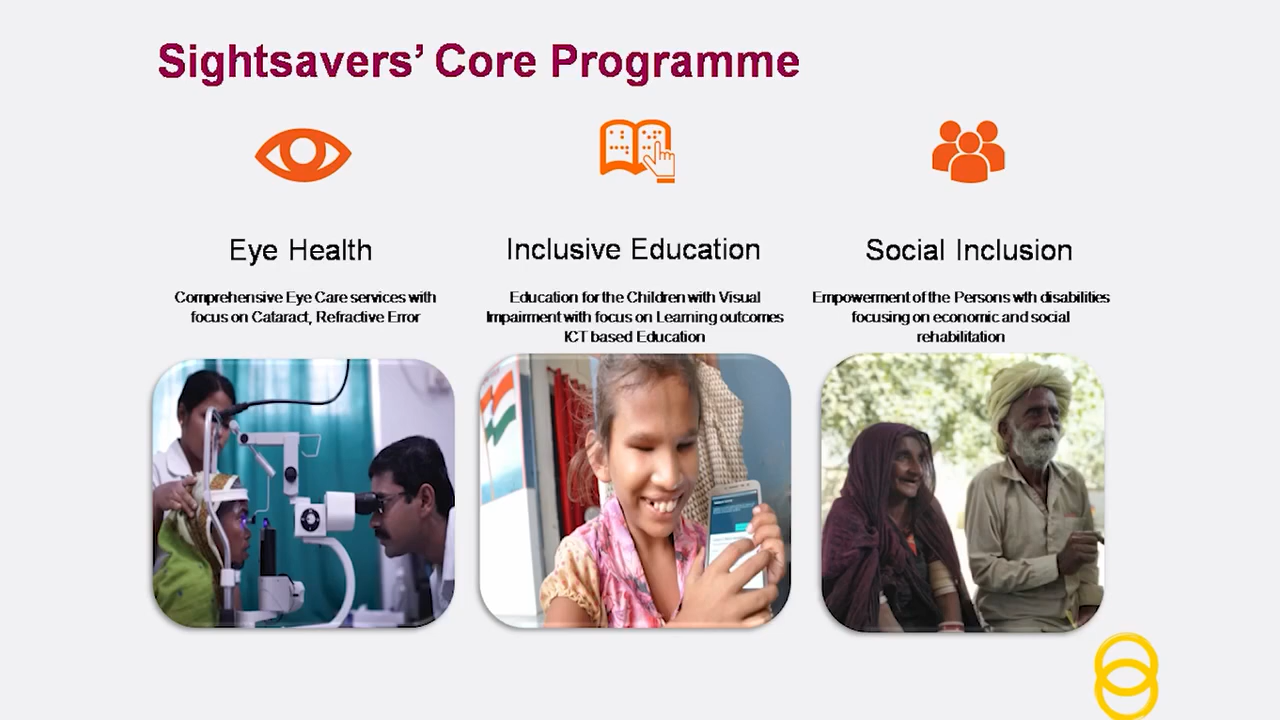 Sightsavers’ Core Programme
Eye Health
Comprehensive Eye Care services with
focus on Cataract, Refractive Error
Inclusive Education
Education for the Children with Visual
Impairment with focus on Learning outcomes
ICT based Education
Social Inclusion
Empowerment of the Persons wth disabilities
focusing on economic and social
rehabilitation